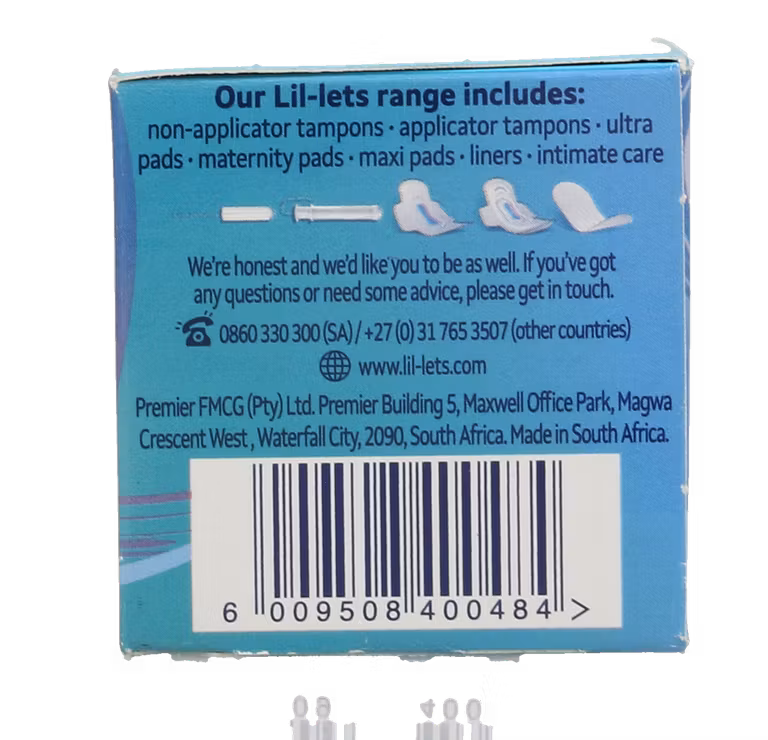 Our Lil-lets range includes:
non-applicator tampons · applicator tampons · ultra
pads · maternity pads · maxi pads · liners · intimate care
We're honest and we'd like you to be as well. If you've got
any questions or need some advice, please get in touch.
0860 330 300 (SA) / +27 (0) 31 765 3507 (other countries)
www.lil-lets.com
Premier FMCG (Pty) Ltd. Premier Building 5, Maxwell Office Park, Magwa
Crescent West , Waterfall City, 2090, South Africa. Made in South Africa.
6 009508 400484 >